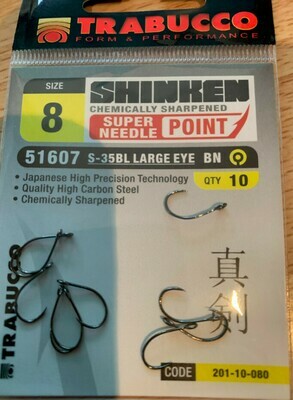 TRABUCCO
FORM & PERFORMANCE
SIZE
8
SHINKEN
CHEMICALLY SHARPENED
SUPER
NEEDLE
POINT
51607 S-35BL LARGE EYE BN
• Japanese High Precision Technology
• Quality High Carbon Steel
• Chemically Sharpened
QTY 10
真剣
TRABUCCO
CODE 201-10-080